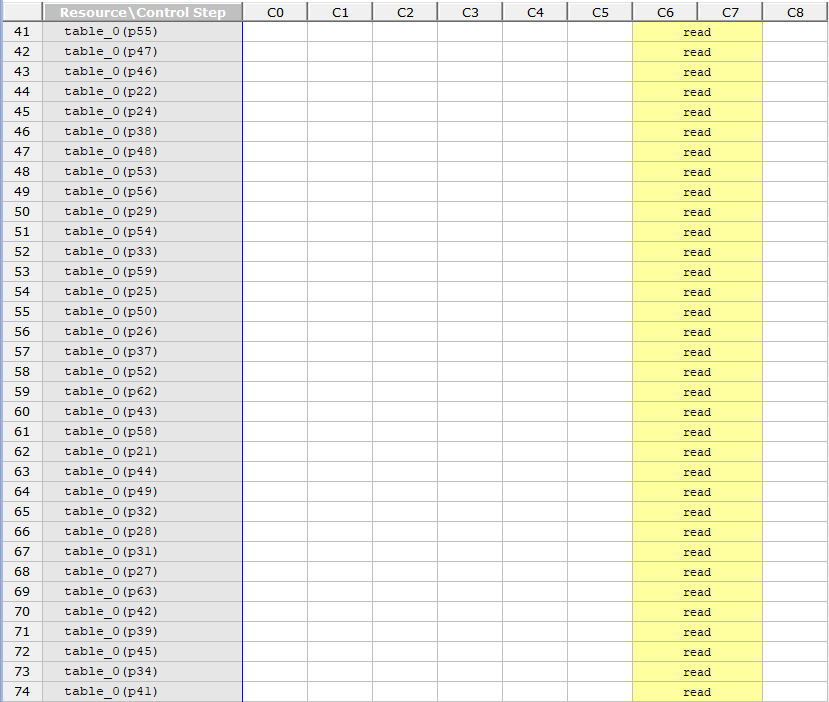 Resource\Control Step C0 C1 C2 C3 C4 C5 C6 C7 C8
41 table_0(p55) read
42 table_0(p47) read
43 table_0(p46) read
44 table_0(p22) read
45 table_0(p24) read
46 table_0(p38) read
47 table_0(p48) read
48 table_0(p53) read
49 table_0(p56) read
50 table_0(p29) read
51 table_0(p54) read
52 table_0(p33) read
53 table_0(p59) read
54 table_0(p25) read
55 table_0(p50) read
56 table_0(p26) read
57 table_0(p37) read
58 table_0(p52) read
59 table_0(p62) read
60 table_0(p43) read
61 table_0(p58) read
62 table_0(p21) read
63 table_0(p44) read
64 table_0(p49) read
65 table_0(p32) read
66 table_0(p28) read
67 table_0(p31) read
68 table_0(p27) read
69 table_0(p63) read
70 table_0(p42) read
71 table_0(p39) read
72 table_0(p45) read
73 table_0(p34) read
74 table_0(p41) read